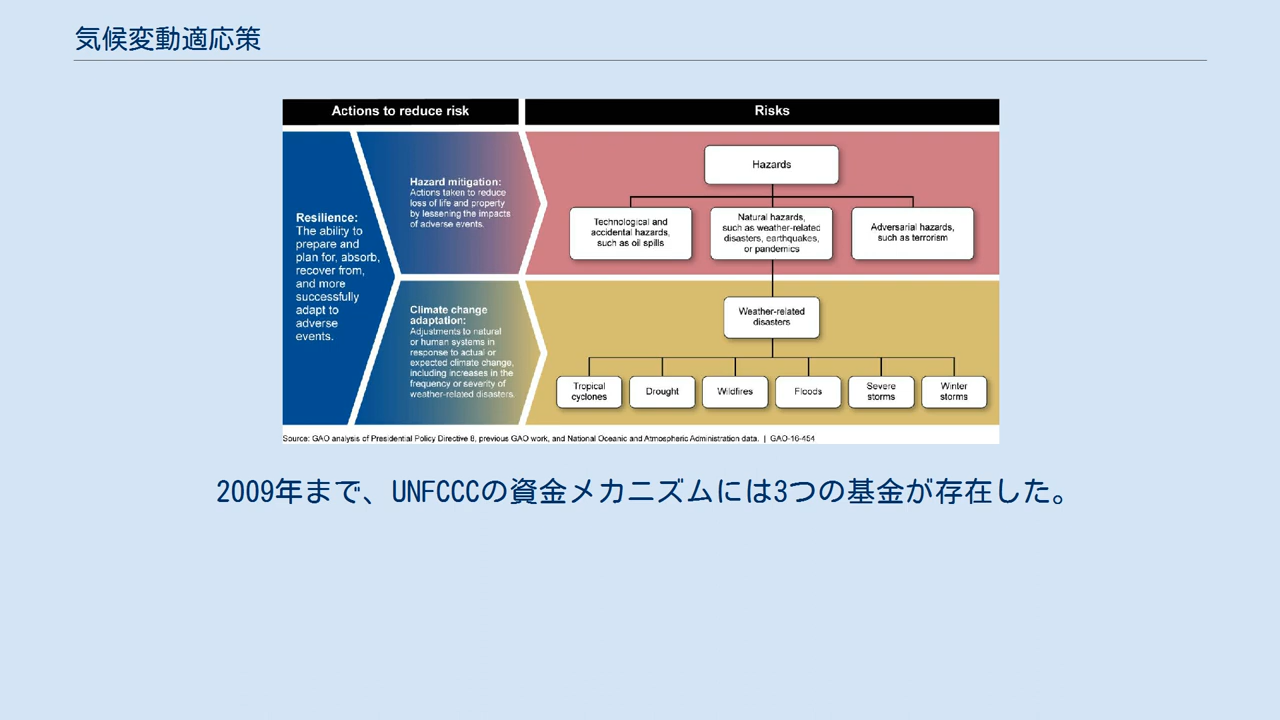 気候変動適応策
Actions to reduce risk
Risks
Resilience:
The ability to
prepare and
plan for, absorb,
recover from,
and more
successfully
adapt to
adverse
events.
Hazard mitigation:
Actions taken to reduce
loss of life and property
by lessening the impacts
of adverse events.
Climate change
adaptation:
Adjustments to natural
or human systems in
response to actual or
expected climate change,
including increases in the
frequency or severity of
weather-related disasters.
Hazards
Technological and
accidental hazards,
such as oil spills
Natural hazards,
such as weather-related
disasters, earthquakes,
or pandemics
Adversarial hazards,
such as terrorism
Weather-related
disasters
Tropical
cyclones
Drought
Wildfires
Floods
Severe
storms
Winter
storms
Source: GAO analysis of Presidential Policy Directive 8, previous GAO work, and National Oceanic and Atmospheric Administration data. | GAO-16-454
2009年まで、UNFCCCの資金メカニズムには3つの基金が存在した。